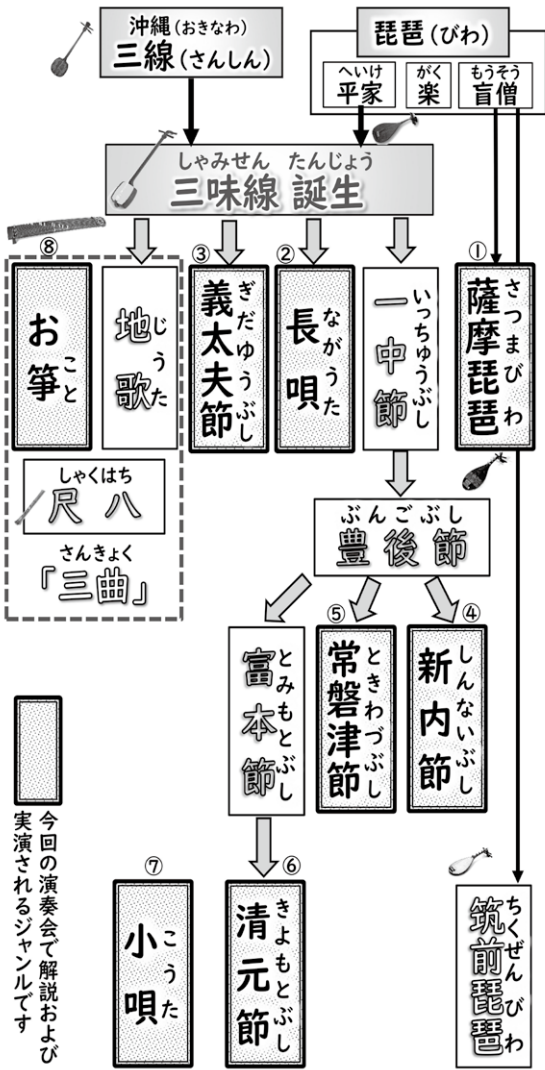 沖縄(おきなわ)
三線(さんしん)
琵琶(びわ)
へいけ
平家
がく
楽
もうそう
盲僧
しゃみせん たんじょう
三味線 誕生
①
さつまびわ
薩摩琵琶
いっちゅうぶし
一中節
②
ながうた
長唄
③
ぎだゆうぶし
義太夫節
じうた
地歌
⑧
こと
お箏
しゃくはち
尺八
さんきょく
「三曲」
ぶんごぶし
豊後節
④
しんないぶし
新内節
⑤
ときわづぶし
常磐津節
とみもとぶし
富本節
⑥
きよもとぶし
清元節
⑦
こうた
小唄
ちくぜんびわ
筑前琵琶
今回の演奏会で解説および
実演されるジャンルです